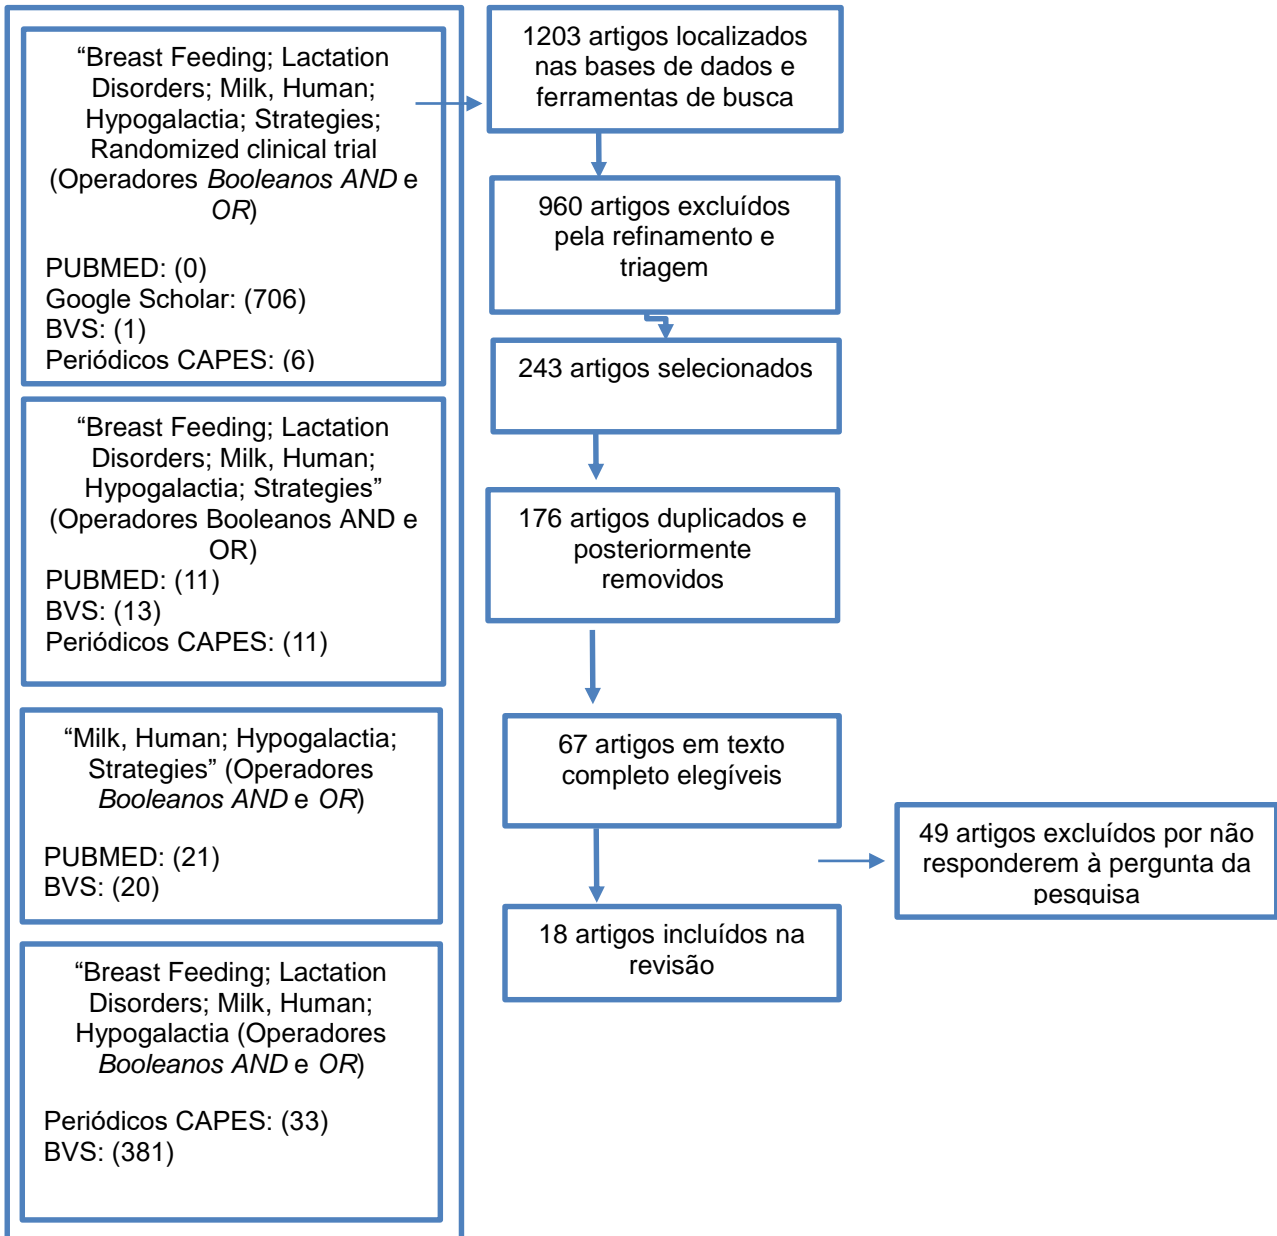 “Breast Feeding; Lactation
Disorders; Milk, Human;
Hypogalactia; Strategies;
Randomized clinical trial
(Operadores Booleanos AND e
OR)
PUBMED: (0)
Google Scholar: (706)
BVS: (1)
Periódicos CAPES: (6)
“Breast Feeding; Lactation
Disorders; Milk, Human;
Hypogalactia; Strategies”
(Operadores Booleanos AND e
OR)
PUBMED: (11)
BVS: (13)
Periódicos CAPES: (11)
“Milk, Human; Hypogalactia;
Strategies” (Operadores
Booleanos AND e OR)
PUBMED: (21)
BVS: (20)
“Breast Feeding; Lactation
Disorders; Milk, Human;
Hypogalactia (Operadores
Booleanos AND e OR)
Periódicos CAPES: (33)
BVS: (381)
1203 artigos localizados
nas bases de dados e
ferramentas de busca
960 artigos excluídos
pela refinamento e
triagem
243 artigos selecionados
176 artigos duplicados e
posteriormente
removidos
67 artigos em texto
completo elegíveis
49 artigos excluídos por não
responderem à pergunta da
pesquisa
18 artigos incluídos na
revisão